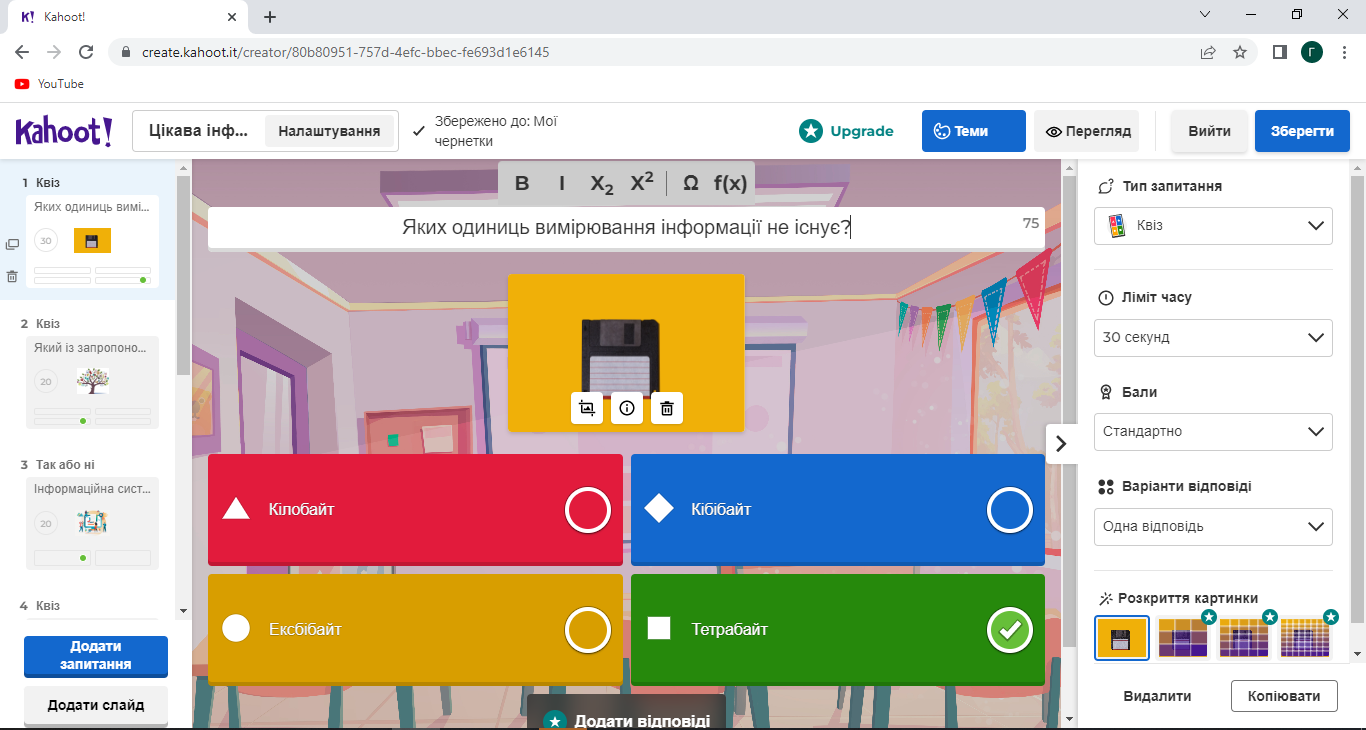 Kahoot!
create.kahoot.it/creator/80b80951-757d-4efc-bbec-fe693d1e6145
Г
YouTube
Kahoot!
Цікава інф...
Налаштування
Збережено до: Мої
чернетки
Upgrade
Теми
Перегляд
Вийти
Зберегти
1 Квіз
Яких одиниць вимі...
30
2 Квіз
Який із запропоно...
20
3 Так або ні
Інформаційна сист...
20
4 Квіз
Додати
запитання
Додати слайд
B I X2 X2 Ω f(x)
Яких одиниць вимірювання інформації не існує?
75
Кілобайт
Кібібайт
Ексбібайт
Тетрабайт
Додати відповіді
Тип запитання
Квіз
Ліміт часу
30 секунд
Бали
Стандартно
Варіанти відповіді
Одна відповідь
Розкриття картинки
Видалити
Копіювати